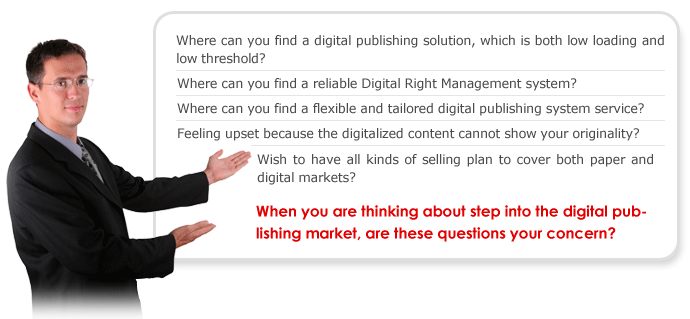 Where can you find a digital publishing solution, which is both low loading and
low threshold?
Where can you find a reliable Digital Right Management system?
Where can you find a flexible and tailored digital publishing system service?
Feeling upset because the digitalized content cannot show your originality?
Wish to have all kinds of selling plan to cover both paper and
digital markets?
When you are thinking about step into the digital pub-
lishing market, are these questions your concern?